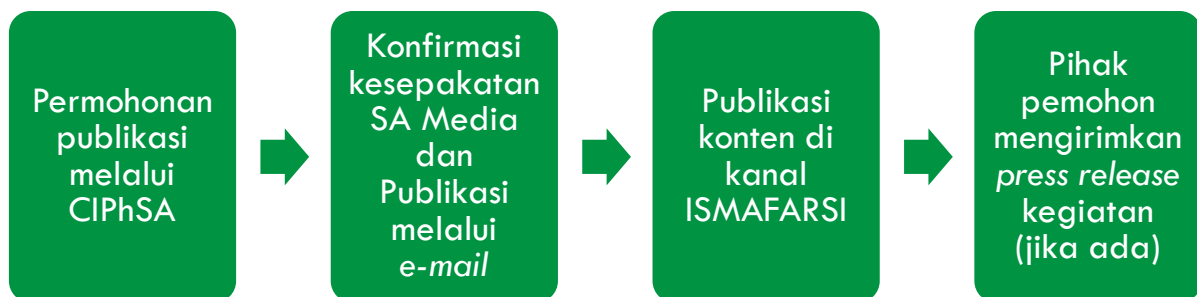 Permohonan
publikasi
melalui
CIPhSA
Konfirmasi
kesepakatan
SA Media
dan
Publikasi
melalui
e-mail
Publikasi
konten di
kanal
ISMAFARSI
Pihak
pemohon
mengirimkan
press release
kegiatan
(jika ada)